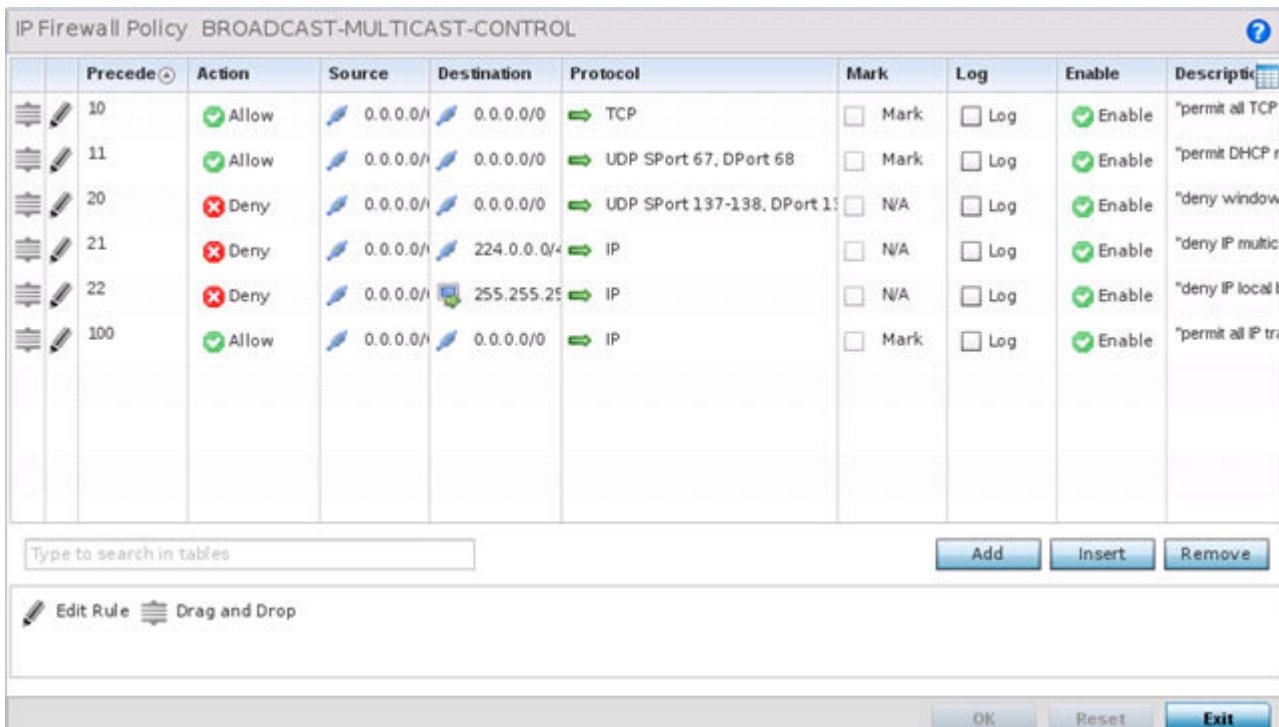 IP Firewall Policy BROADCAST-MULTICAST-CONTROL
Precede Action Source Destination Protocol Mark Log Enable Descriptic
10 Allow 0.0.0.0/ 0.0.0.0/0 TCP Mark Log Enable "permit all TCP
11 Allow 0.0.0.0/ 0.0.0.0/0 UDP SPort 67, DPort 68 Mark Log Enable "permit DHCP r
20 Deny 0.0.0.0/ 0.0.0.0/0 UDP SPort 137-138, DPort 13 N/A Log Enable "deny window
21 Deny 0.0.0.0/ 224.0.0.0/4 IP N/A Log Enable "deny IP multic
22 Deny 0.0.0.0/ 255.255.25 IP N/A Log Enable "deny IP local b
100 Allow 0.0.0.0/ 0.0.0.0/0 IP Mark Log Enable "permit all IP tra
Type to search in tables Add Insert Remove
Edit Rule Drag and Drop
OK Reset Exit